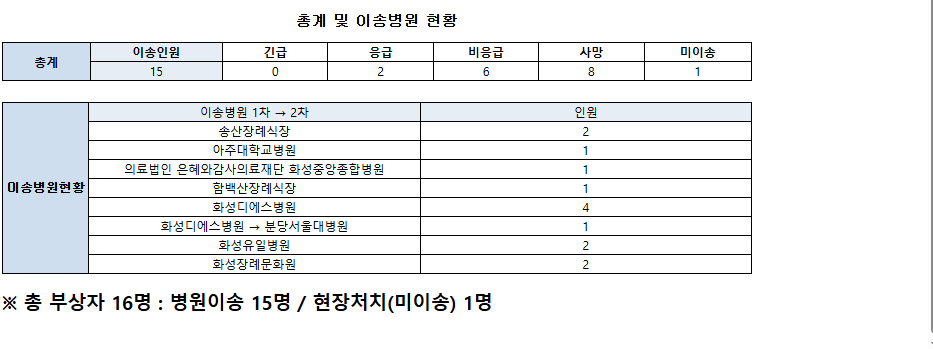 총계 및 이송병원 현황
총계 이송인원 긴급 응급 비응급 사망 미이송
15 0 2 6 8 1
이송병원현황 이송병원 1차 → 2차 인원
송산장례식장 2
아주대학교병원 1
의료법인 은혜와감사의료재단 화성중앙종합병원 1
함백산장례식장 1
화성디에스병원 4
화성디에스병원 → 분당서울대병원 1
화성유일병원 2
화성장례문화원 2
※ 총 부상자 16명 : 병원이송 15명 / 현장처치(미이송) 1명